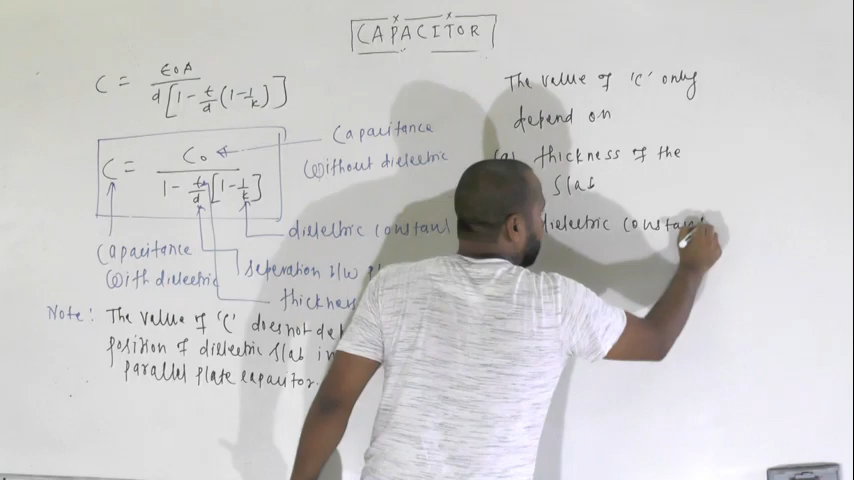 CAPACITOR
C = ε0A / d[1 - t/d(1 - 1/k)]
C = C0 / 1 - t/d[1 - 1/k]
Capacitance
Without dielectric
dielectric constant
Capacitance
With dielectric
seperation b/w
thickness
Note: The value of 'C' does not
position of dielectric slab in
parallel plate capacitor.
The value of 'C' only
depend on
(a) thickness of the
slab
dielectric constant